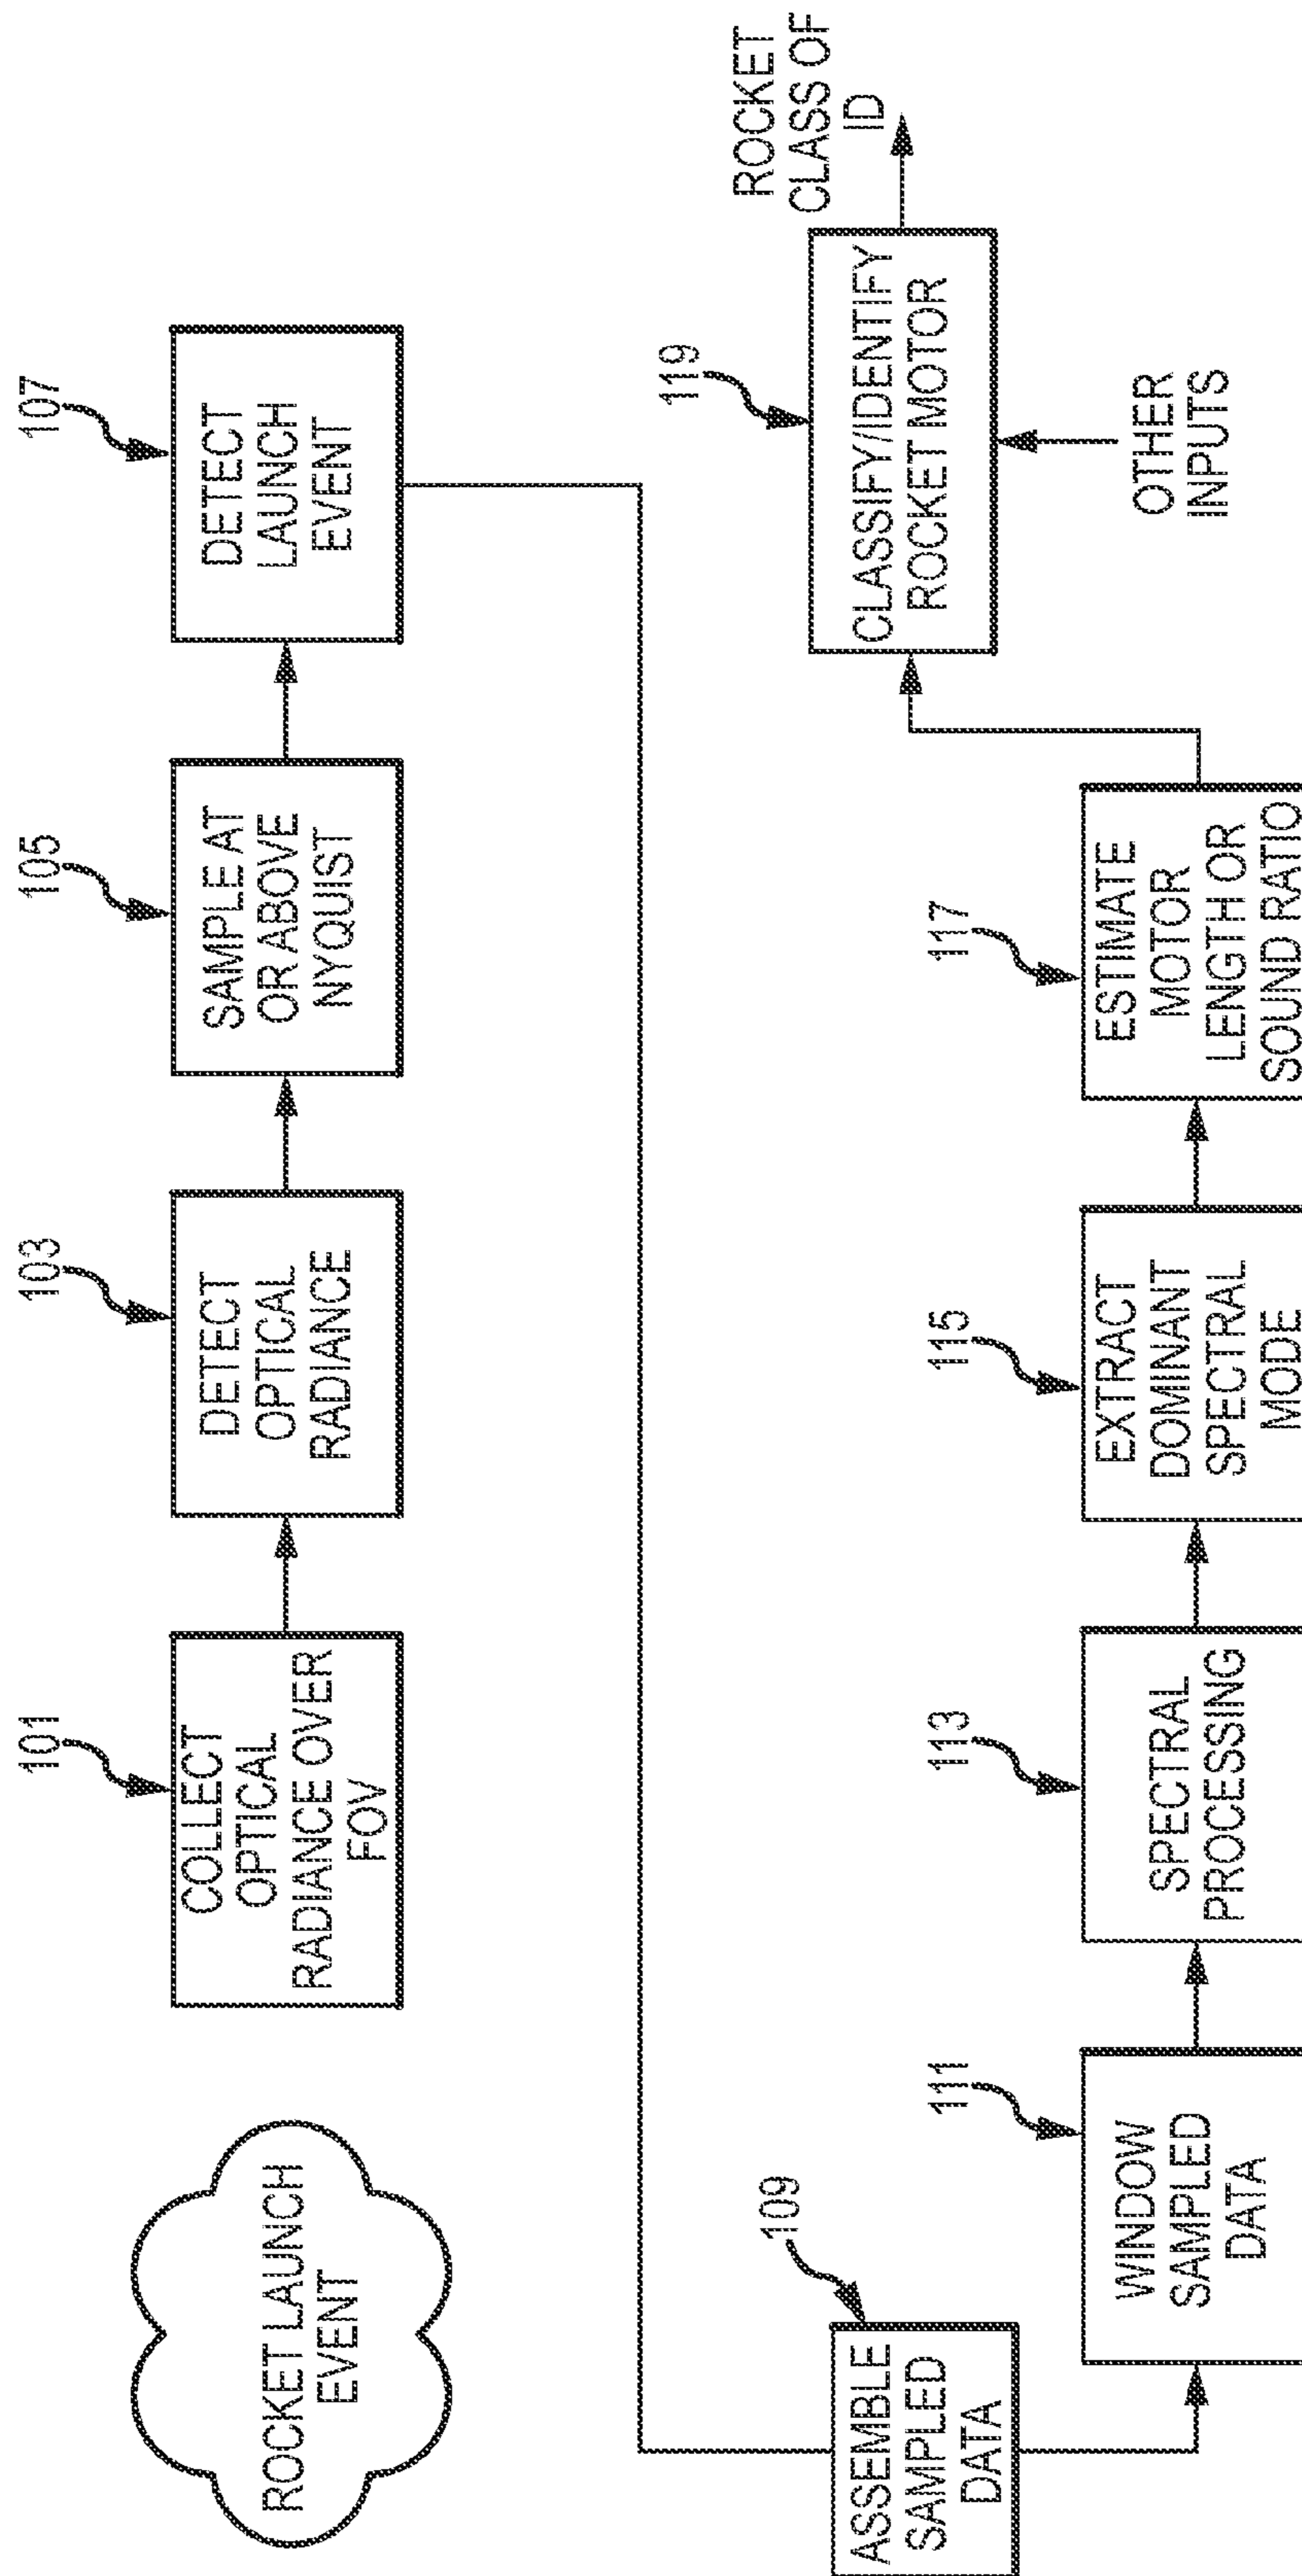 ROCKET LAUNCH
EVENT
101
COLLECT
OPTICAL
RADIANCE OVER
FOV
103
DETECT
OPTICAL
RADIANCE
105
SAMPLE AT
OR ABOVE
NYQUIST
107
DETECT
LAUNCH
EVENT
109
ASSEMBLE
SAMPLED
DATA
111
WINDOW
SAMPLED
DATA
113
SPECTRAL
PROCESSING
115
EXTRACT
DOMINANT
SPECTRAL
MODE
117
ESTIMATE
MOTOR
LENGTH OR
SOUND RATIO
119
CLASSIFY/IDENTIFY
ROCKET MOTOR
OTHER
INPUTS
ROCKET
CLASS OF
ID